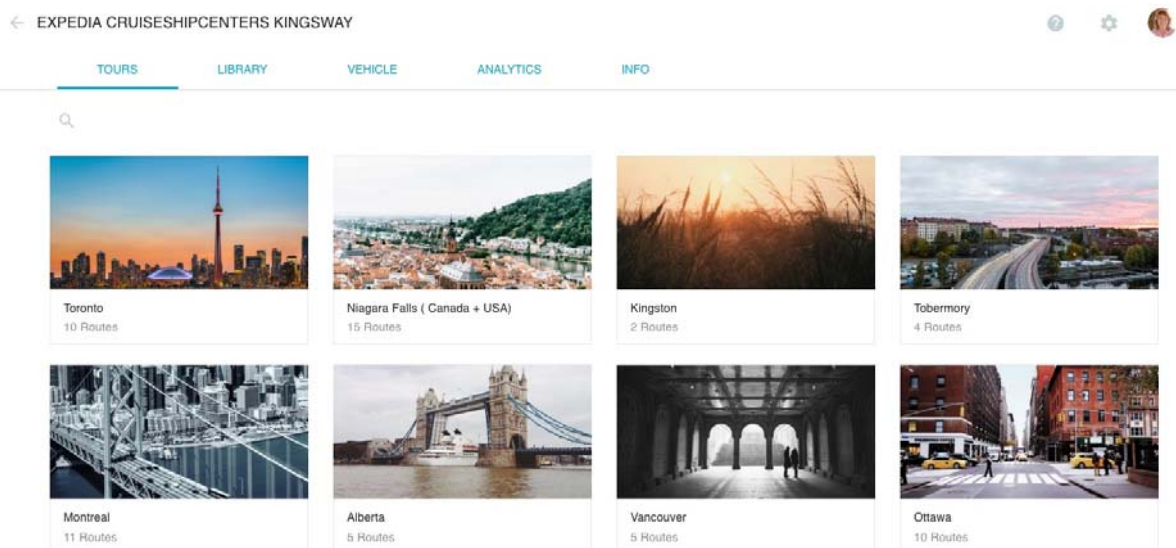 EXPEDIA CRUISESHIPCENTERS KINGSWAY
TOURS LIBRARY VEHICLE ANALYTICS INFO
Toronto Niagara Falls ( Canada + USA) Kingston Tobermory
10 Routes 15 Routes 2 Routes 4 Routes
Montreal Alberta Vancouver Ottawa
11 Routes 5 Routes 5 Routes 10 Routes